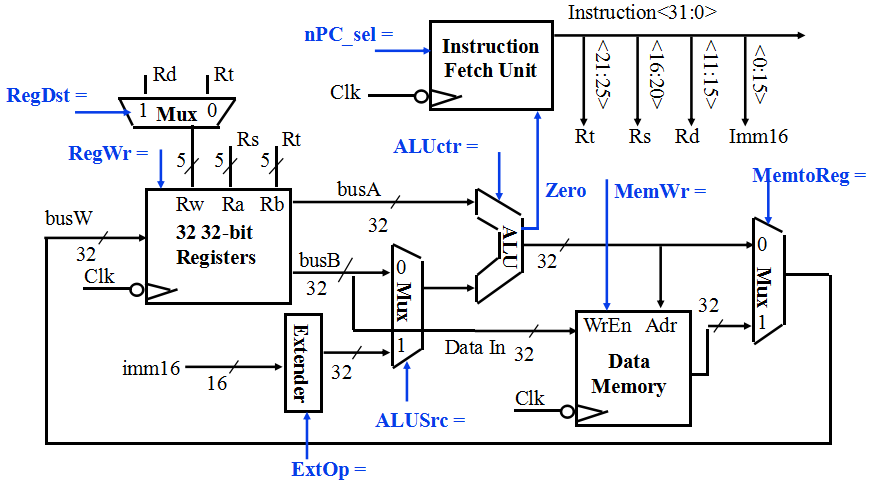 Instruction<31:0>
nPC_sel =
Instruction
Fetch Unit
Clk
<21:25>
<16:20>
<11:15>
<0:15>
Rt
Rs
Rd
Imm16
Rd
Rt
RegDst =
1
Mux
0
RegWr =
5
5
Rs
5
Rt
ALUctr =
Zero
MemWr =
MemtoReg =
busW
32
Rw
Ra
Rb
32 32-bit
Registers
Clk
busA
32
busB
32
0
Mux
1
ALU
32
0
Mux
1
32
WrEn
Adr
Data
Memory
Data In
32
Clk
imm16
16
Extender
32
ALUSrc =
ExtOp =